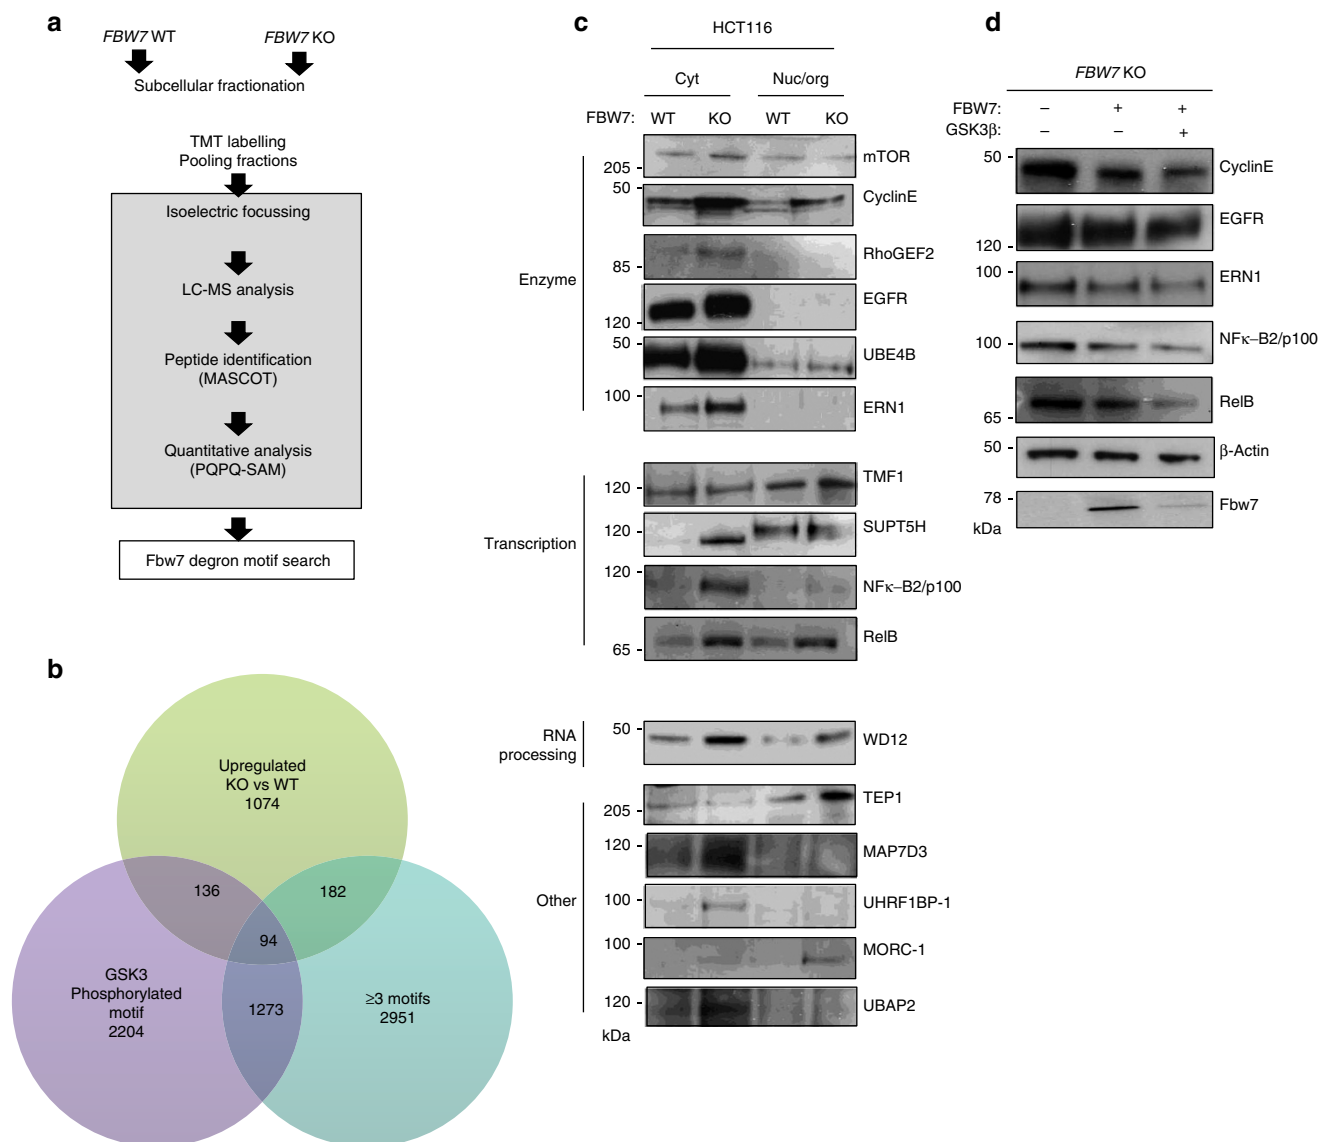 a
FBW7 WT
FBW7 KO
Subcellular fractionation
TMT labelling
Pooling fractions
Isoelectric focussing
LC-MS analysis
Peptide identification
(MASCOT)
Quantitative analysis
(PQPQ-SAM)
Fbw7 degron motif search
b
Upregulated
KO vs WT
1074
136
182
94
GSK3
Phosphorylated
motif
2204
1273
≥3 motifs
2951
c
HCT116
Cyt
Nuc/org
FBW7: WT KO WT KO
Enzyme
205 mTOR
50 CyclinE
85 RhoGEF2
120 EGFR
50 UBE4B
100 ERN1
Transcription
120 TMF1
120 SUPT5H
120 NFκ–B2/p100
65 RelB
RNA
processing
50 WD12
Other
205 TEP1
120 MAP7D3
100 UHRF1BP-1
100 MORC-1
120 UBAP2
kDa
d
FBW7 KO
FBW7: – + +
GSK3β: – – +
50 CyclinE
120 EGFR
100 ERN1
100 NFκ–B2/p100
65 RelB
50 β-Actin
78 Fbw7
kDa